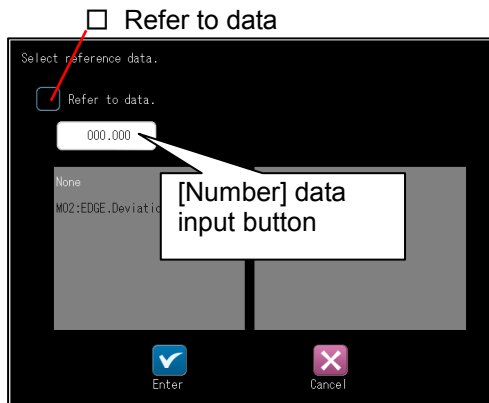 ☐ Refer to data
Select reference data.
Refer to data.
000.000
None
M02:EDGE.Deviatio
[Number] data
input button
Enter
Cancel